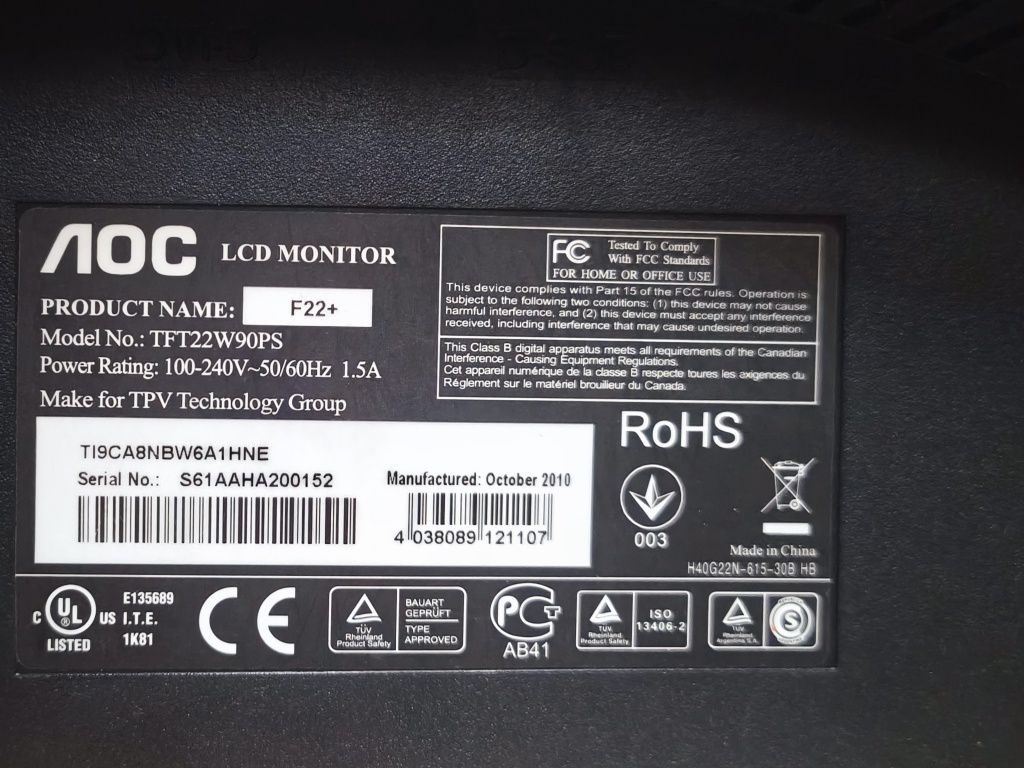 AOC LCD MONITOR
PRODUCT NAME: F22+
Model No.: TFT22W90PS
Power Rating: 100-240V~50/60Hz 1.5A
Make for TPV Technology Group
FC Tested To Comply
With FCC Standards
FOR HOME OR OFFICE USE
This device complies with Part 15 of the FCC rules. Operation is
subject to the following two conditions: (1) this device may not cause
harmful interference, and (2) this device must accept any interference
received, including interference that may cause undesired operation.
This Class B digital apparatus meets all requirements of the Canadian
Interference - Causing Equipment Regulations.
Cet appareil numérique de la classe B respecte toures les axigences du
Réglement sur le matériel brouilleur du Canada.
TI9CA8NBW6A1HNE
Serial No.: S61AAHA200152
Manufactured: October 2010
4 038089 121107
RoHS
003
Made in China
H40G22N-615-30B HB
C UL US
LISTED
E135689
I.T.E.
1K81
CE
TÜV
Rheinland
Product Safety
BAUART
GEPRÜFT
TYPE
APPROVED
PCT
AB41
TÜV
Rheinland
Product Safety
ISO
13406-2
TÜV
Rheinland
Argentina S.A.
S